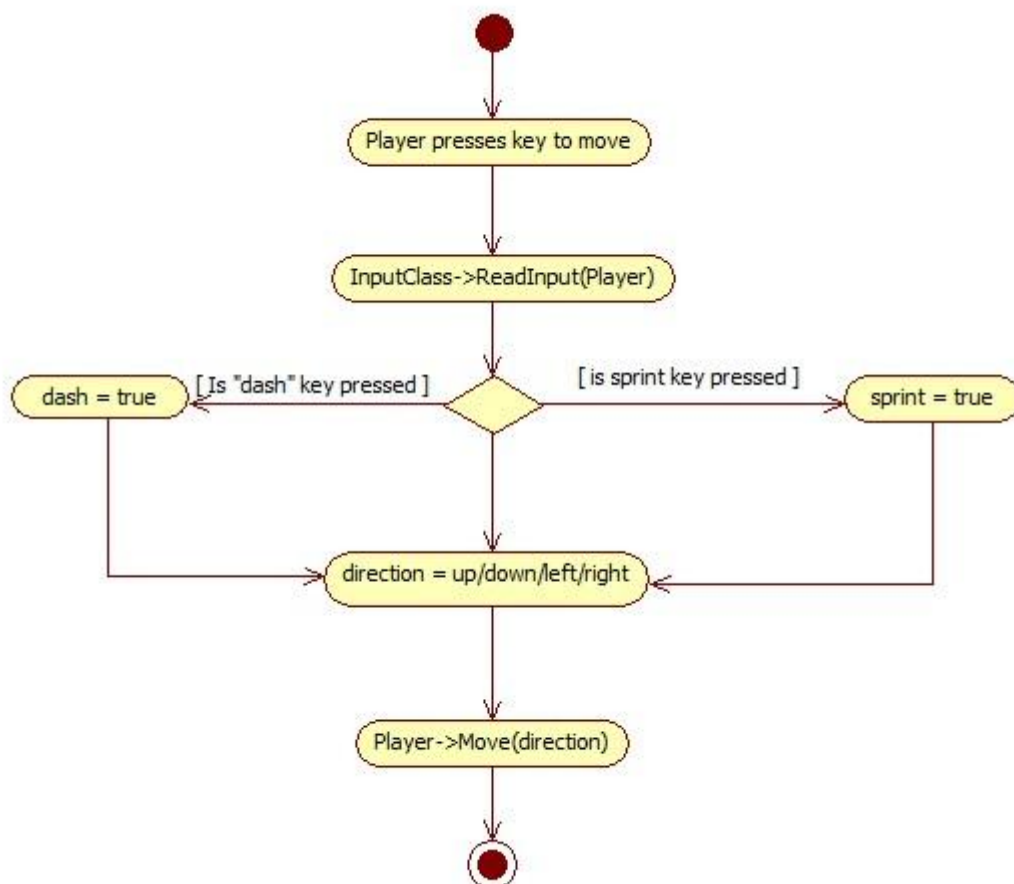 Player presses key to move
InputClass->ReadInput(Player)
[ Is "dash" key pressed ]
[ is sprint key pressed ]
dash = true
sprint = true
direction = up/down/left/right
Player->Move(direction)